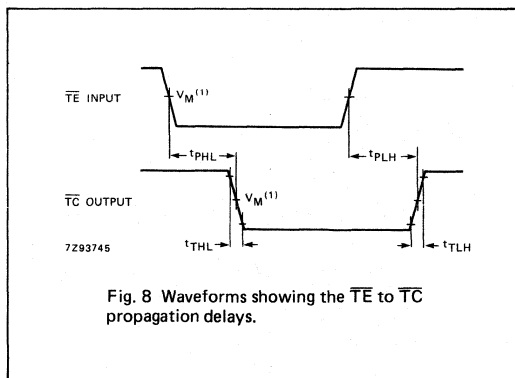 TE INPUT
VM(1)
tPHL
tPLH
TC OUTPUT
VM(1)
7Z93745
tTHL
tTLH
Fig. 8 Waveforms showing the TE to TC
propagation delays.